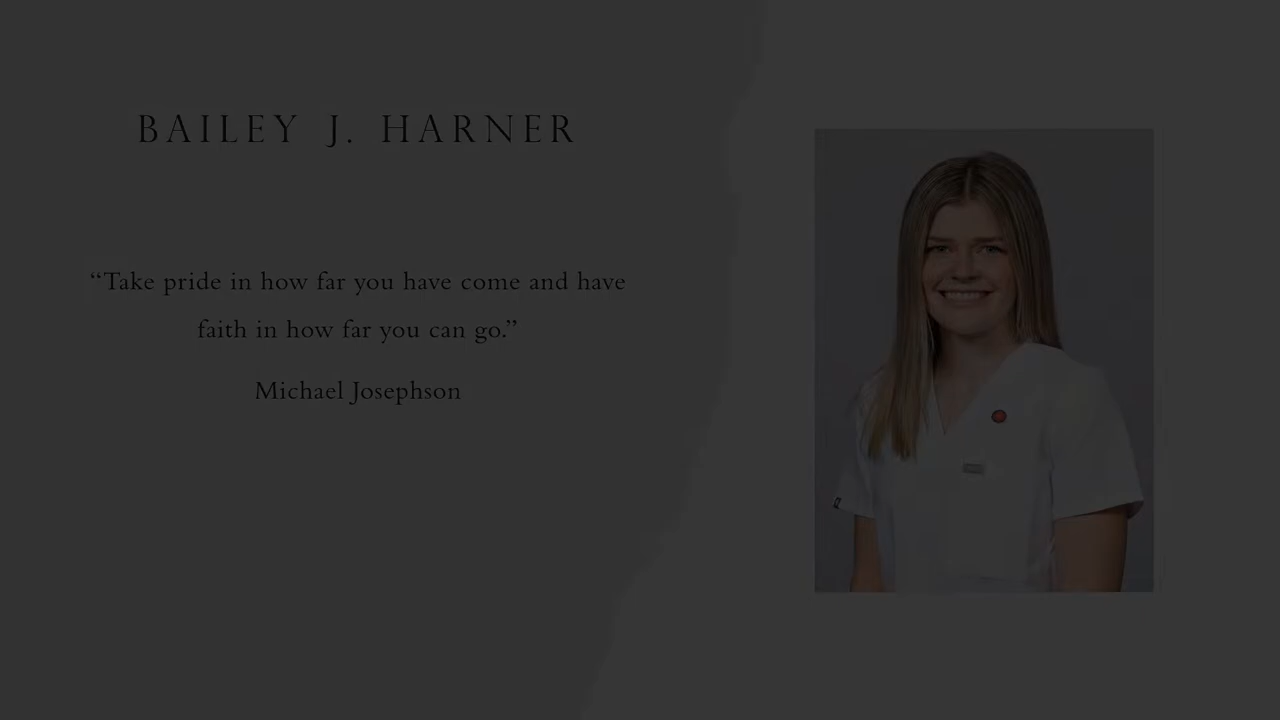 BAILEY J. HARNER
“Take pride in how far you have come and have
faith in how far you can go.”
Michael Josephson